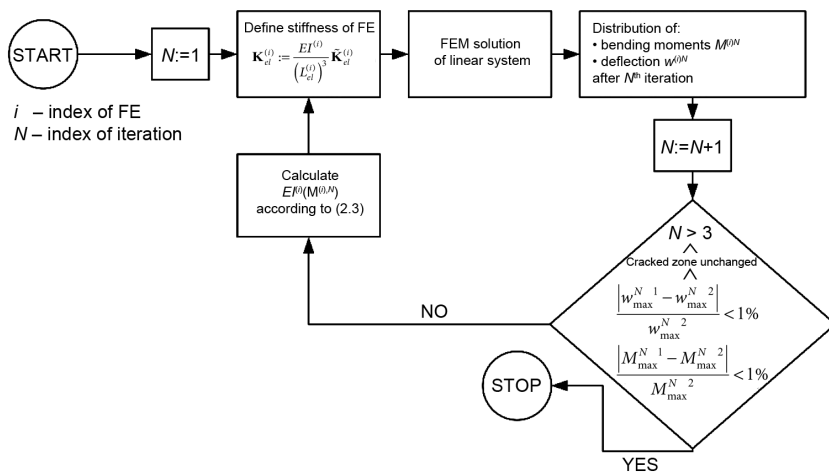 START
N:=1
Define stiffness of FE
K_el^(i) := EI^(i) / (L_el^(i))^3 K̃_el^(i)
FEM solution
of linear system
Distribution of:
• bending moments M^(i)N
• deflection w^(i)N
after N^th iteration
i – index of FE
N – index of iteration
N:=N+1
Calculate
EI^(i)(M^(i),N)
according to (2.3)
N > 3
^
Cracked zone unchanged
^
|w_max^N 1 − w_max^N 2| / w_max^N 2 < 1%
|M_max^N 1 − M_max^N 2| / M_max^N 2 < 1%
NO
STOP
YES